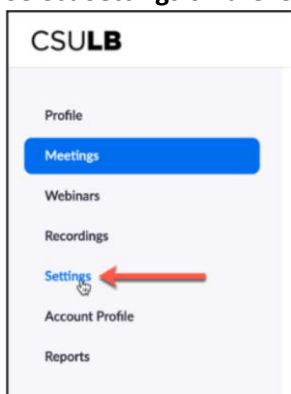 CSULB
Profile
Meetings
Webinars
Recordings
Settings
Account Profile
Reports